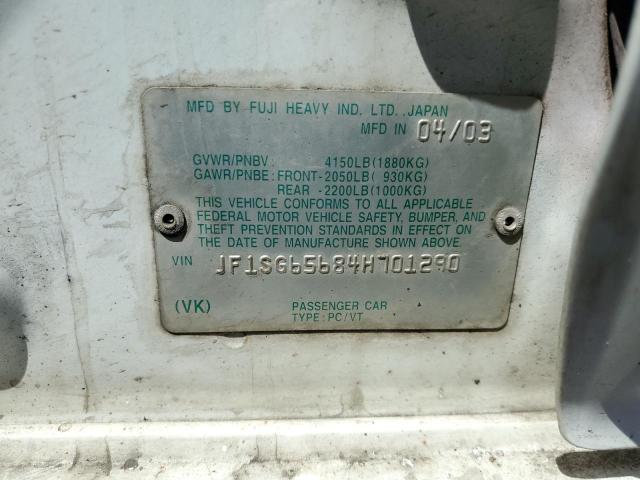 MFD BY FUJI HEAVY IND. LTD., JAPAN
MFD IN 04/03
GVWR/PNBV: 4150LB(1880KG)
GAWR/PNBE: FRONT-2050LB( 930KG)
REAR -2200LB(1000KG)
THIS VEHICLE CONFORMS TO ALL APPLICABLE
FEDERAL MOTOR VEHICLE SAFETY, BUMPER, AND
THEFT PREVENTION STANDARDS IN EFFECT ON
THE DATE OF MANUFACTURE SHOWN ABOVE.
VIN JF1SG65684H701290
(VK) PASSENGER CAR
TYPE: PC/VT